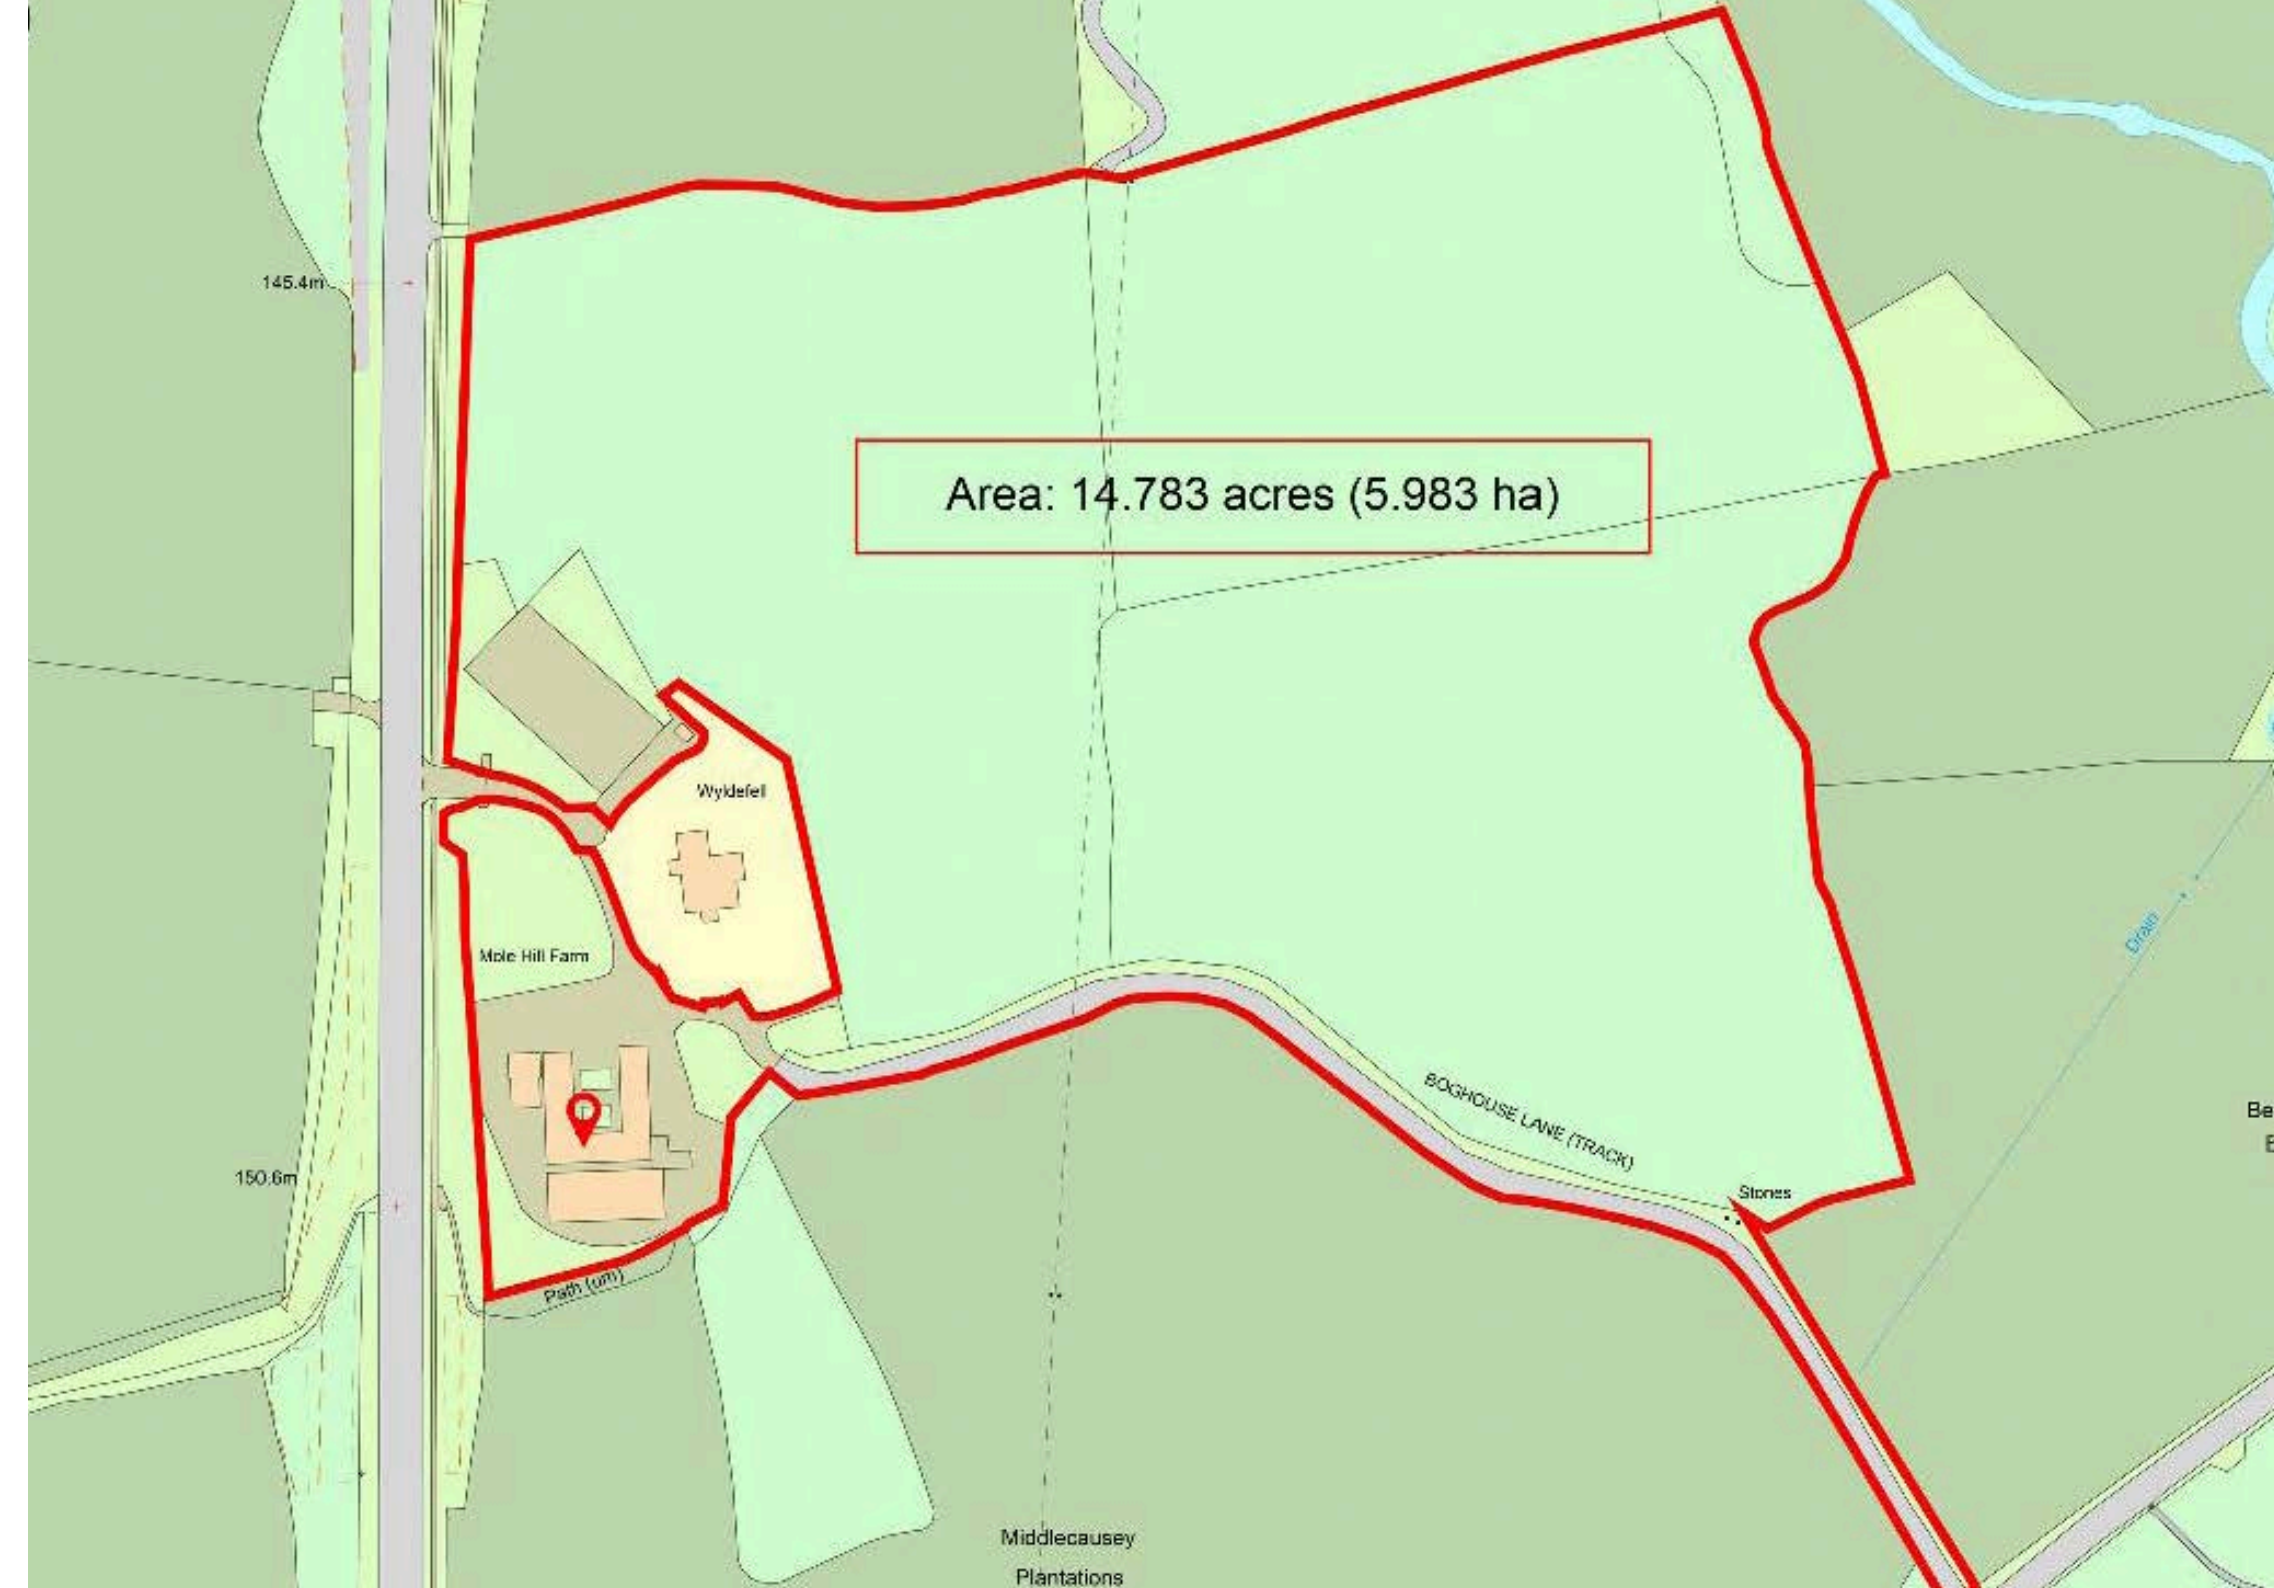 145.4m
Area: 14.783 acres (5.983 ha)
Wyldefell
Mole Hill Farm
Drain
BOGHOUSE LANE (TRACK)
Be
150.6m
Stones
Path (um)
Middlecausey
Plantations